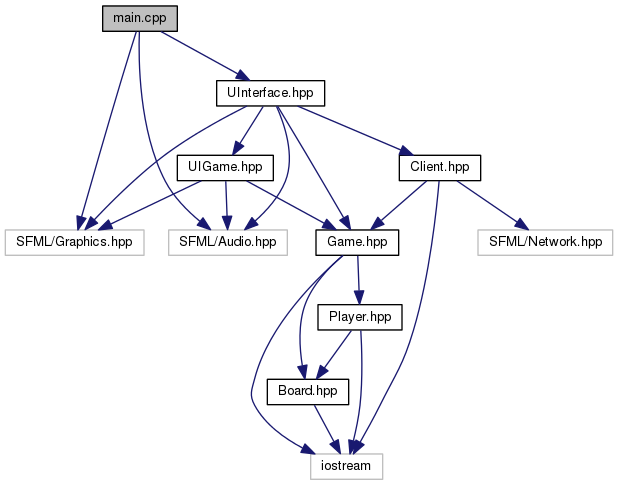 main.cpp
UInterface.hpp
UIGame.hpp
Client.hpp
SFML/Graphics.hpp
SFML/Audio.hpp
Game.hpp
SFML/Network.hpp
Player.hpp
Board.hpp
iostream